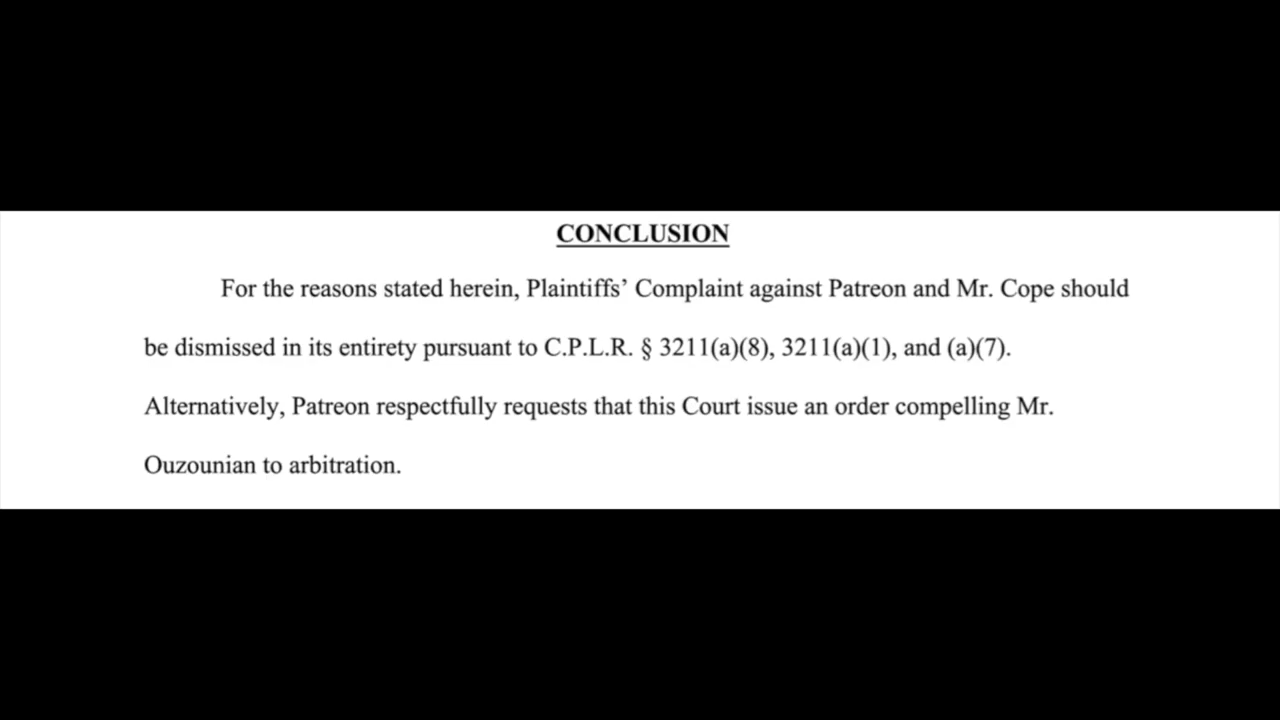 CONCLUSION
For the reasons stated herein, Plaintiffs’ Complaint against Patreon and Mr. Cope should
be dismissed in its entirety pursuant to C.P.L.R. § 3211(a)(8), 3211(a)(1), and (a)(7).
Alternatively, Patreon respectfully requests that this Court issue an order compelling Mr.
Ouzounian to arbitration.